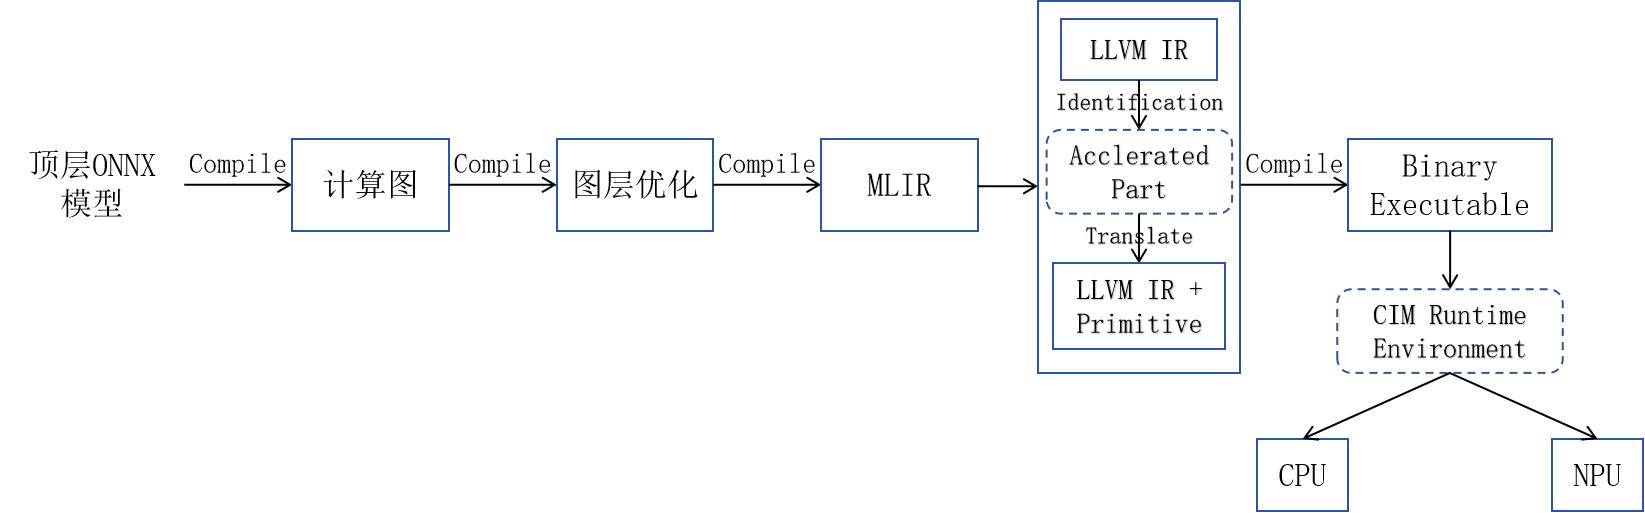 顶层ONNX
模型
Compile
计算图
Compile
图层优化
Compile
MLIR
LLVM IR
Identification
Acclerated
Part
Translate
LLVM IR +
Primitive
Compile
Binary
Executable
CIM Runtime
Environment
CPU
NPU